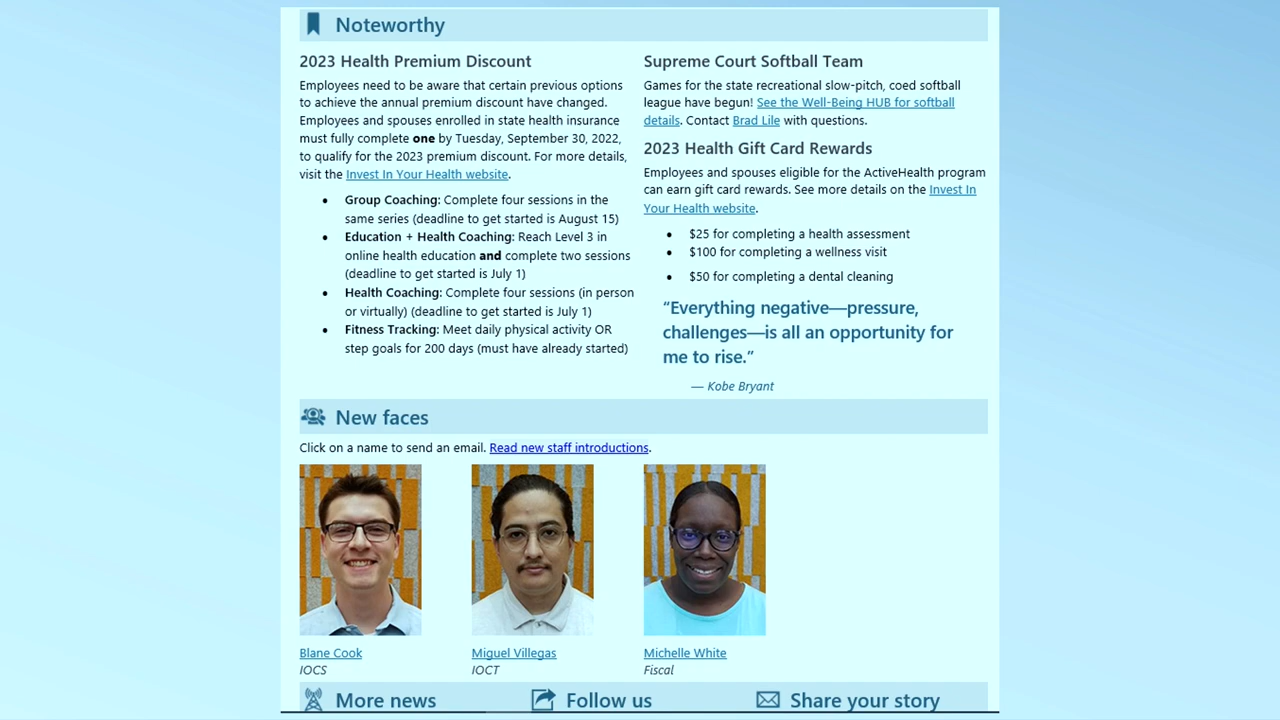 Noteworthy
2023 Health Premium Discount
Employees need to be aware that certain previous options
to achieve the annual premium discount have changed.
Employees and spouses enrolled in state health insurance
must fully complete one by Tuesday, September 30, 2022,
to qualify for the 2023 premium discount. For more details,
visit the Invest In Your Health website.
• Group Coaching: Complete four sessions in the
same series (deadline to get started is August 15)
• Education + Health Coaching: Reach Level 3 in
online health education and complete two sessions
(deadline to get started is July 1)
• Health Coaching: Complete four sessions (in person
or virtually) (deadline to get started is July 1)
• Fitness Tracking: Meet daily physical activity OR
step goals for 200 days (must have already started)
Supreme Court Softball Team
Games for the state recreational slow-pitch, coed softball
league have begun! See the Well-Being HUB for softball
details. Contact Brad Lile with questions.
2023 Health Gift Card Rewards
Employees and spouses eligible for the ActiveHealth program
can earn gift card rewards. See more details on the Invest In
Your Health website.
• $25 for completing a health assessment
• $100 for completing a wellness visit
• $50 for completing a dental cleaning
“Everything negative—pressure,
challenges—is all an opportunity for
me to rise.”
— Kobe Bryant
New faces
Click on a name to send an email. Read new staff introductions.
Blane Cook
IOCS
Miguel Villegas
IOCT
Michelle White
Fiscal
More news
Follow us
Share your story